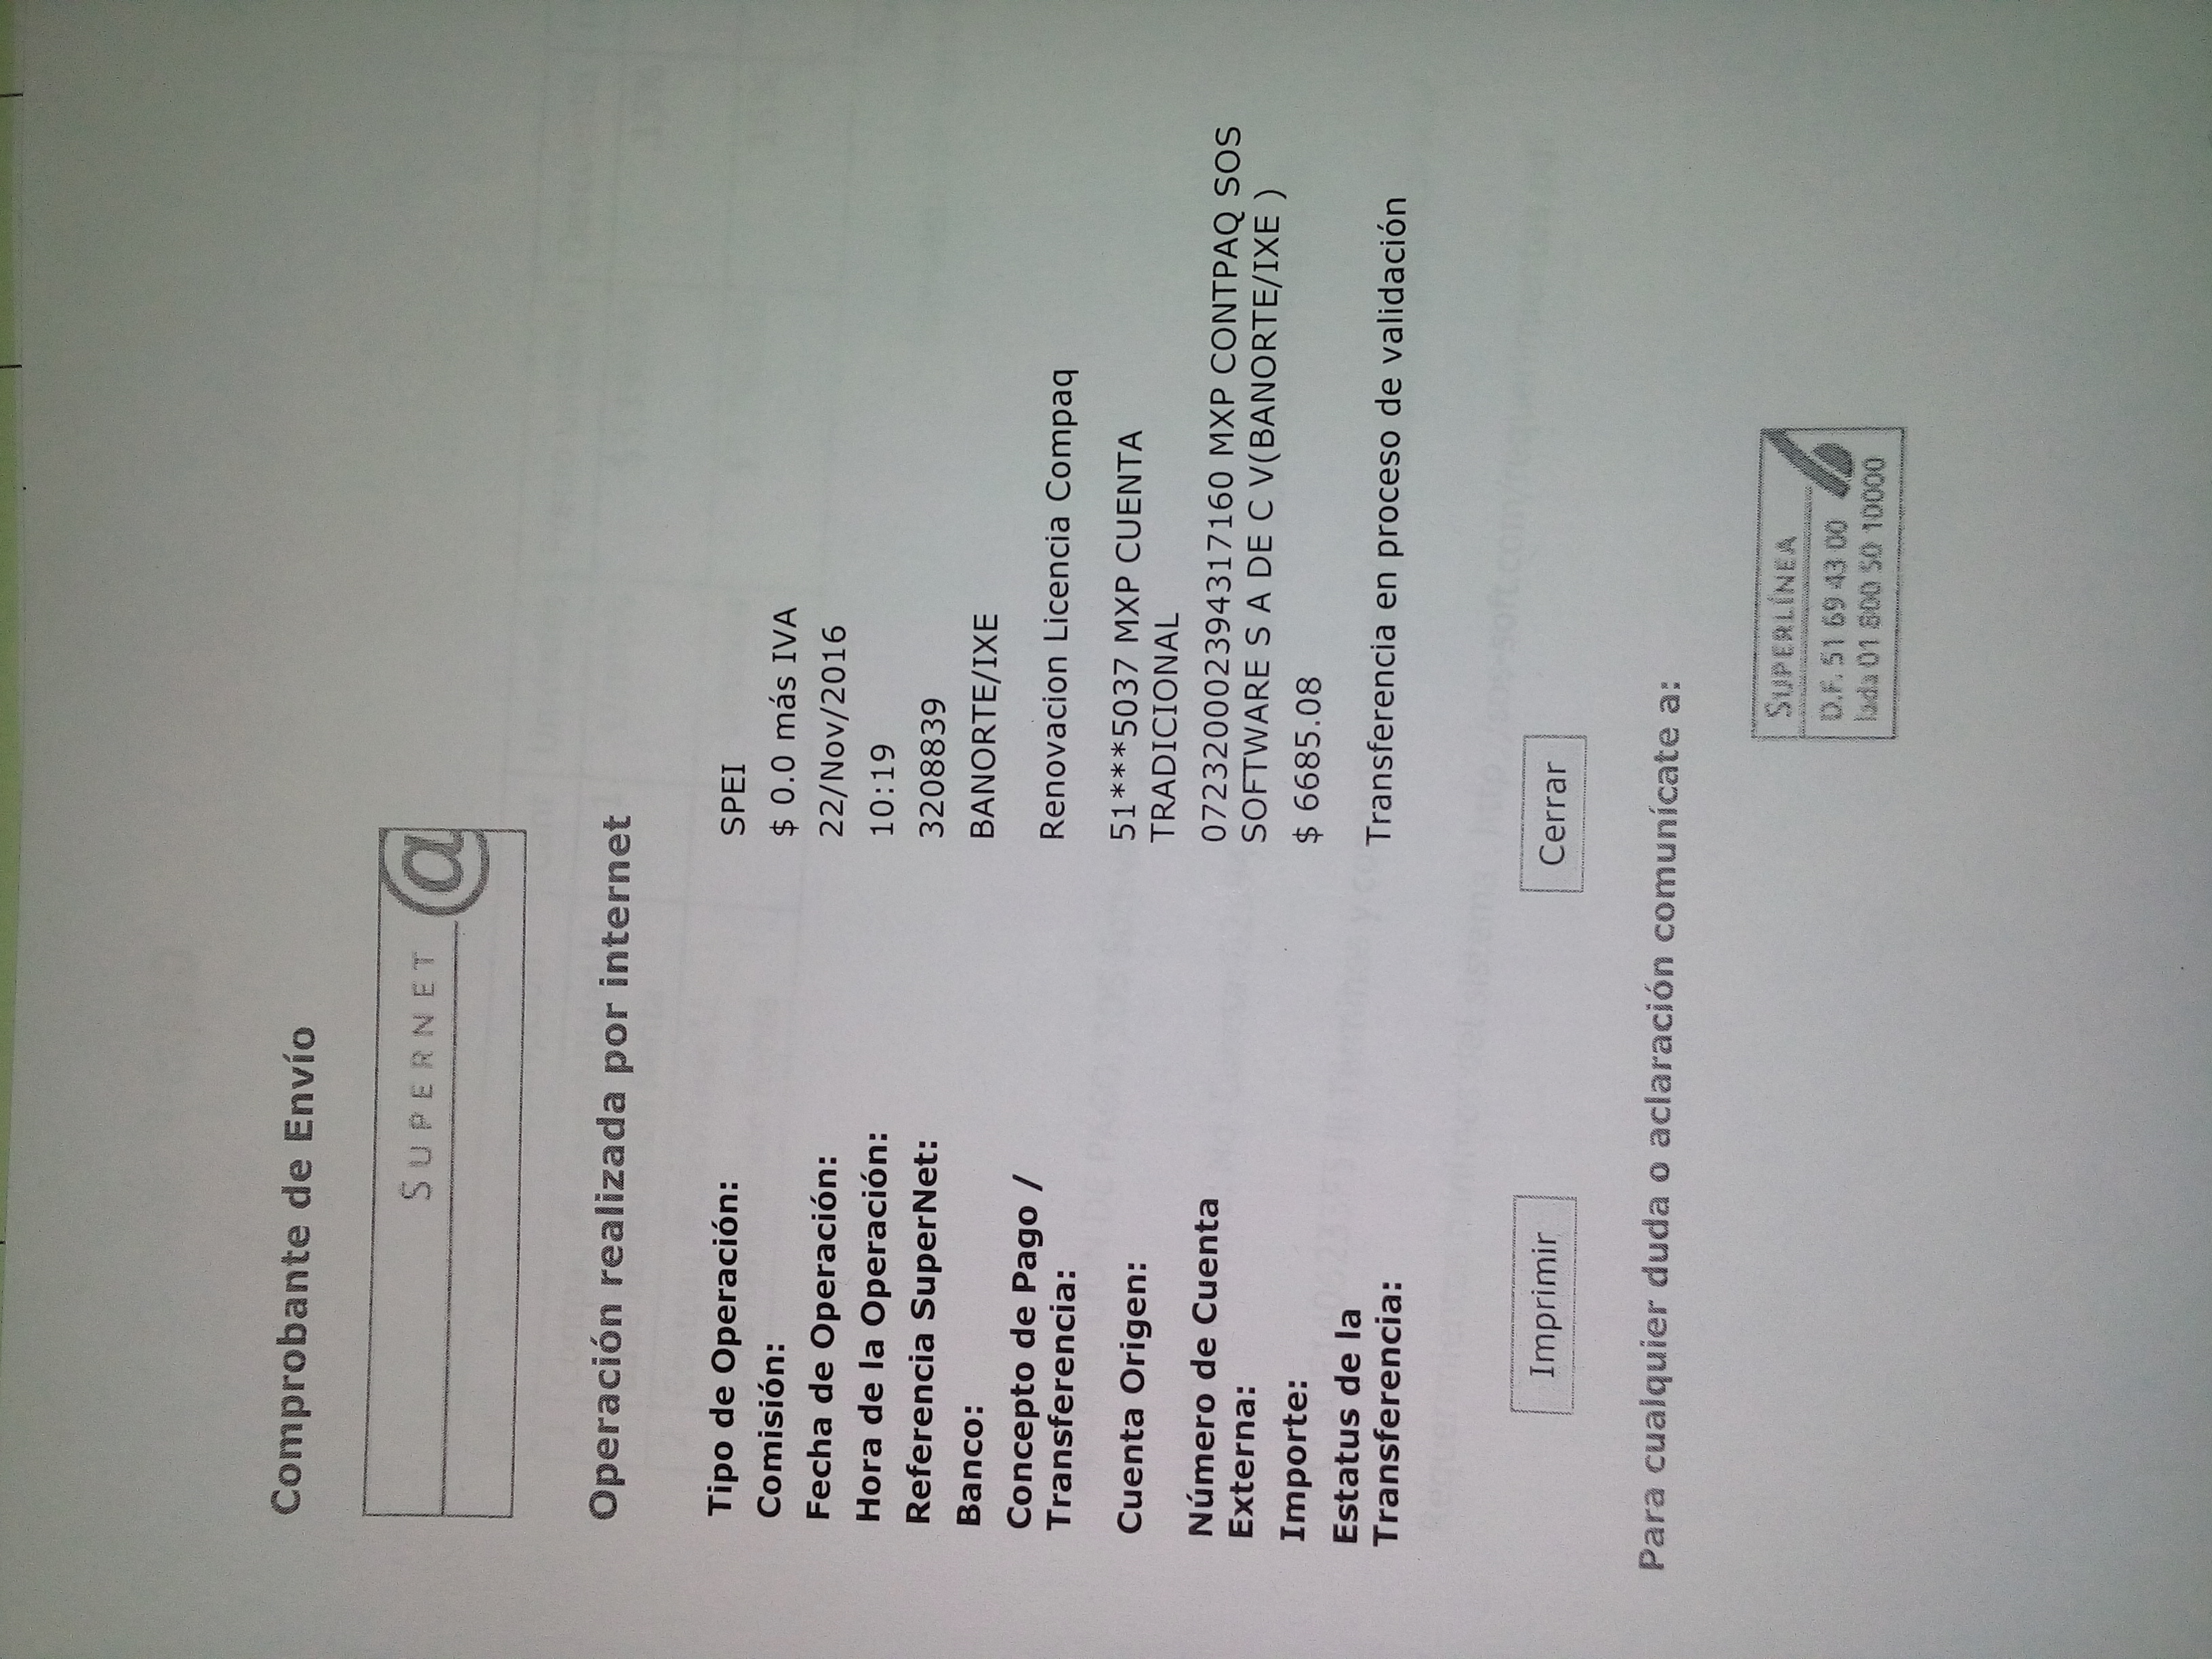 Comprobante de Envío
SUPERNET @
Operación realizada por internet
Tipo de Operación: SPEI
Comisión: $ 0.0 más IVA
Fecha de Operación: 22/Nov/2016
Hora de la Operación: 10:19
Referencia SuperNet: 3208839
Banco: BANORTE/IXE
Concepto de Pago /
Transferencia: Renovacion Licencia Compaq
Cuenta Origen: 51***5037 MXP CUENTA
TRADICIONAL
Número de Cuenta
Externa: 072320002394317160 MXP CONTPAQ SOS
SOFTWARE S A DE C V(BANORTE/IXE )
Importe: $ 6685.08
Estatus de la
Transferencia: Transferencia en proceso de validación
Imprimir Cerrar
Para cualquier duda o aclaración comunícate a:
SUPERLÍNEA
D.F. 51 69 43 00
lada 01 800 50 10000